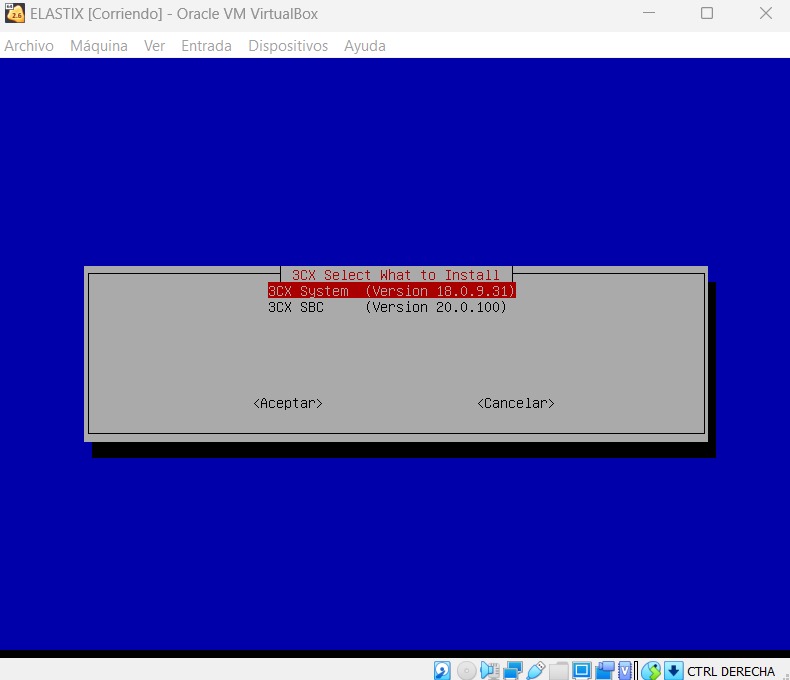 ELASTIX [Corriendo] - Oracle VM VirtualBox
Archivo Máquina Ver Entrada Dispositivos Ayuda
3CX Select What to Install
3CX System (Version 18.0.9.31)
3CX SBC (Version 20.0.100)
<Aceptar> <Cancelar>
CTRL DERECHA